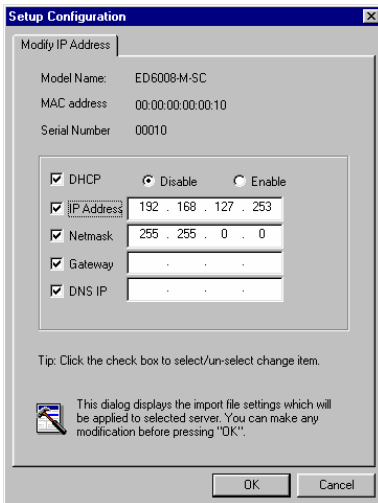 Setup Configuration
Modify IP Address
Model Name: ED6008-M-SC
MAC address 00:00:00:00:00:10
Serial Number 00010
DHCP Disable Enable
IP Address 192 . 168 . 127 . 253
Netmask 255 . 255 . 0 . 0
Gateway . . .
DNS IP . . .
Tip: Click the check box to select/un-select change item.
This dialog displays the import file settings which will
be applied to selected server. You can make any
modification before pressing "OK".
OK Cancel